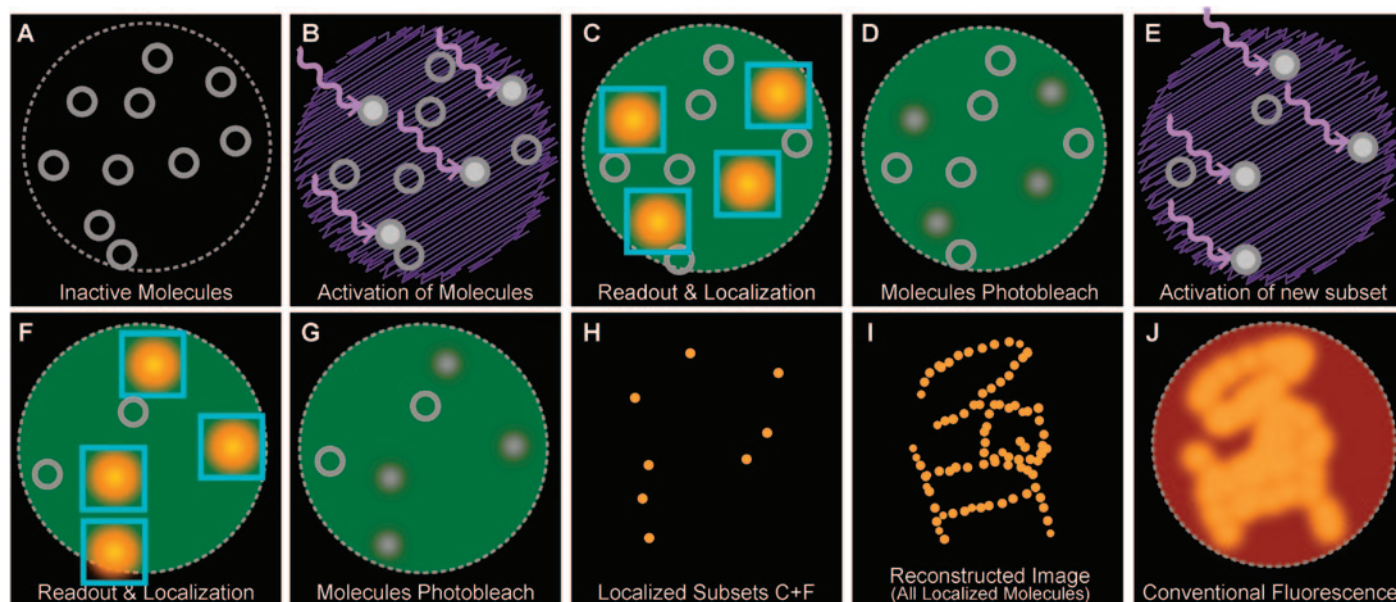 A
Inactive Molecules
B
Activation of Molecules
C
Readout & Localization
D
Molecules Photobleach
E
Activation of new subset
F
Readout & Localization
G
Molecules Photobleach
H
Localized Subsets C+F
I
Reconstructed Image
(All Localized Molecules)
J
Conventional Fluorescence